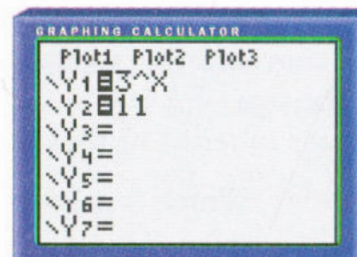 GRAPHING CALCULATOR
Plot1 Plot2 Plot3
\Y1=3^X
\Y2=11
\Y3=
\Y4=
\Y5=
\Y6=
\Y7=